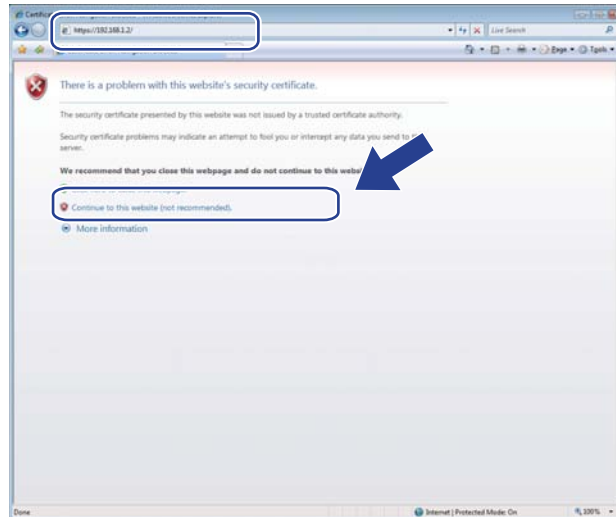 https://192.168.1.2/
Live Search
Page
Tools
There is a problem with this website's security certificate.
The security certificate presented by this website was not issued by a trusted certificate authority.
Security certificate problems may indicate an attempt to fool you or intercept any data you send to
server.
We recommend that you close this webpage and do not continue to this
Continue to this website (not recommended).
More information
Done
Internet | Protected Mode: On
100%